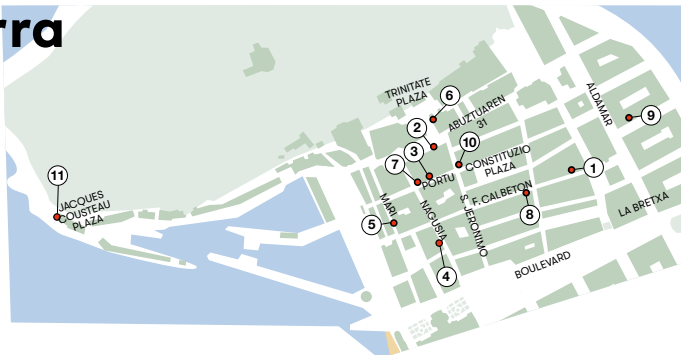 rra
TRINITATE
PLAZA
6
ABUZTUAREN
31
ALDAMAR
9
2
3
10
CONSTITUZIO
PLAZA
7
PORTU
1
11
JACQUES
COUSTEAU
PLAZA
MARI
NAGUSIA
S. JERONIMO
F. CALBETON
8
LA BRETXA
5
4
BOULEVARD